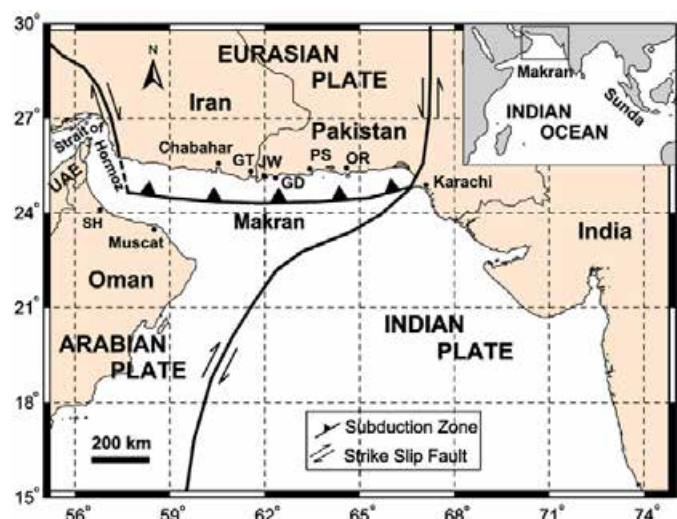 30°
27°
24°
21°
18°
15°
56°
59°
62°
65°
68°
71°
74°
N
EURASIAN
PLATE
Iran
Pakistan
Strait of
Hormoz
UAE
Chabahar
GT
JW
GD
PS
OR
Karachi
Makran
SH
Muscat
Oman
India
ARABIAN
PLATE
INDIAN
PLATE
200 km
Subduction Zone
Strike Slip Fault
Makran
Sunda
INDIAN
OCEAN